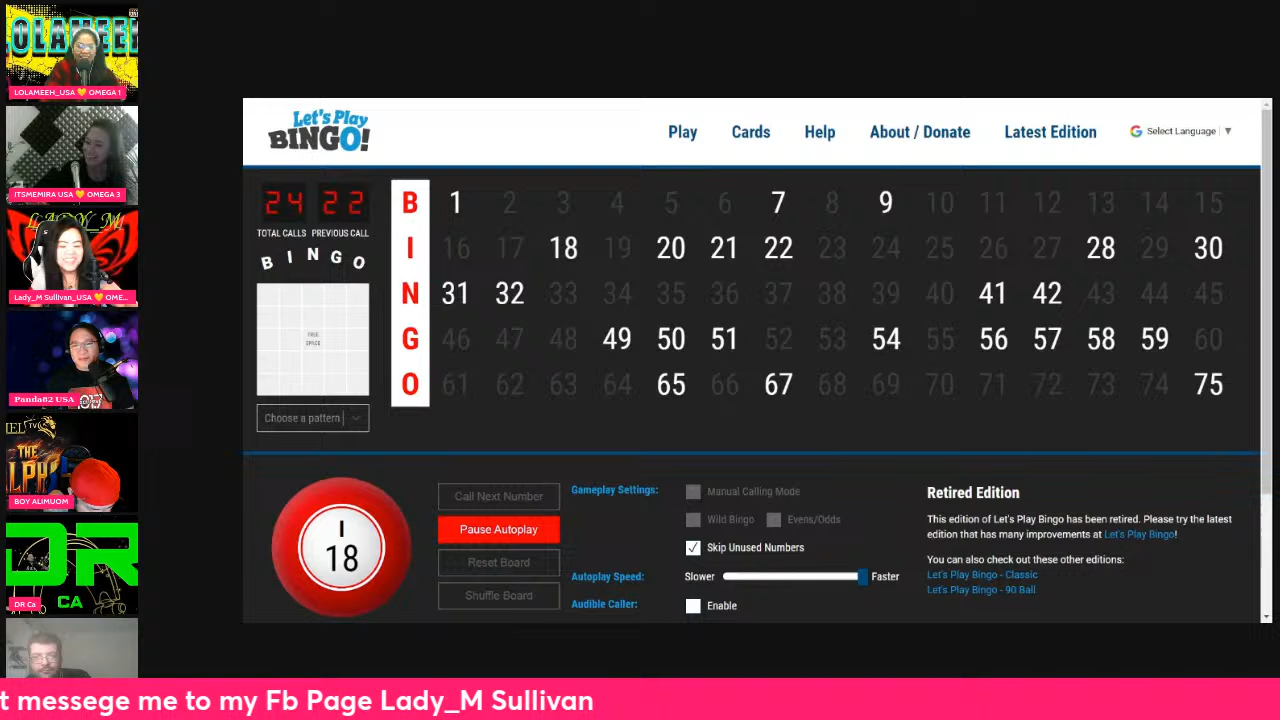 LOLAMEEH_USA 💛 OMEGA 1
ITSMEMIRA USA 💛 OMEGA 3
LADY_M
Lady_M Sullivan_USA 💛 OME...
Panda82 USA
THE
BOY ALIMUOM
DR
CA
DR Ca
Let's Play
BINGO!
Play Cards Help About / Donate Latest Edition Select Language ▼
24 22
TOTAL CALLS PREVIOUS CALL
B I N G O
FREE
SPACE
Choose a pattern
B 1 2 3 4 5 6 7 8 9 10 11 12 13 14 15
I 16 17 18 19 20 21 22 23 24 25 26 27 28 29 30
N 31 32 33 34 35 36 37 38 39 40 41 42 43 44 45
G 46 47 48 49 50 51 52 53 54 55 56 57 58 59 60
O 61 62 63 64 65 66 67 68 69 70 71 72 73 74 75
I
18
Call Next Number
Pause Autoplay
Reset Board
Shuffle Board
Gameplay Settings:
Manual Calling Mode
Wild Bingo Evens/Odds
Skip Unused Numbers
Autoplay Speed: Slower Faster
Audible Caller: Enable
Retired Edition
This edition of Let's Play Bingo has been retired. Please try the latest
edition that has many improvements at Let's Play Bingo!
You can also check out these other editions:
Let's Play Bingo - Classic
Let's Play Bingo - 90 Ball
t messege me to my Fb Page Lady_M Sullivan